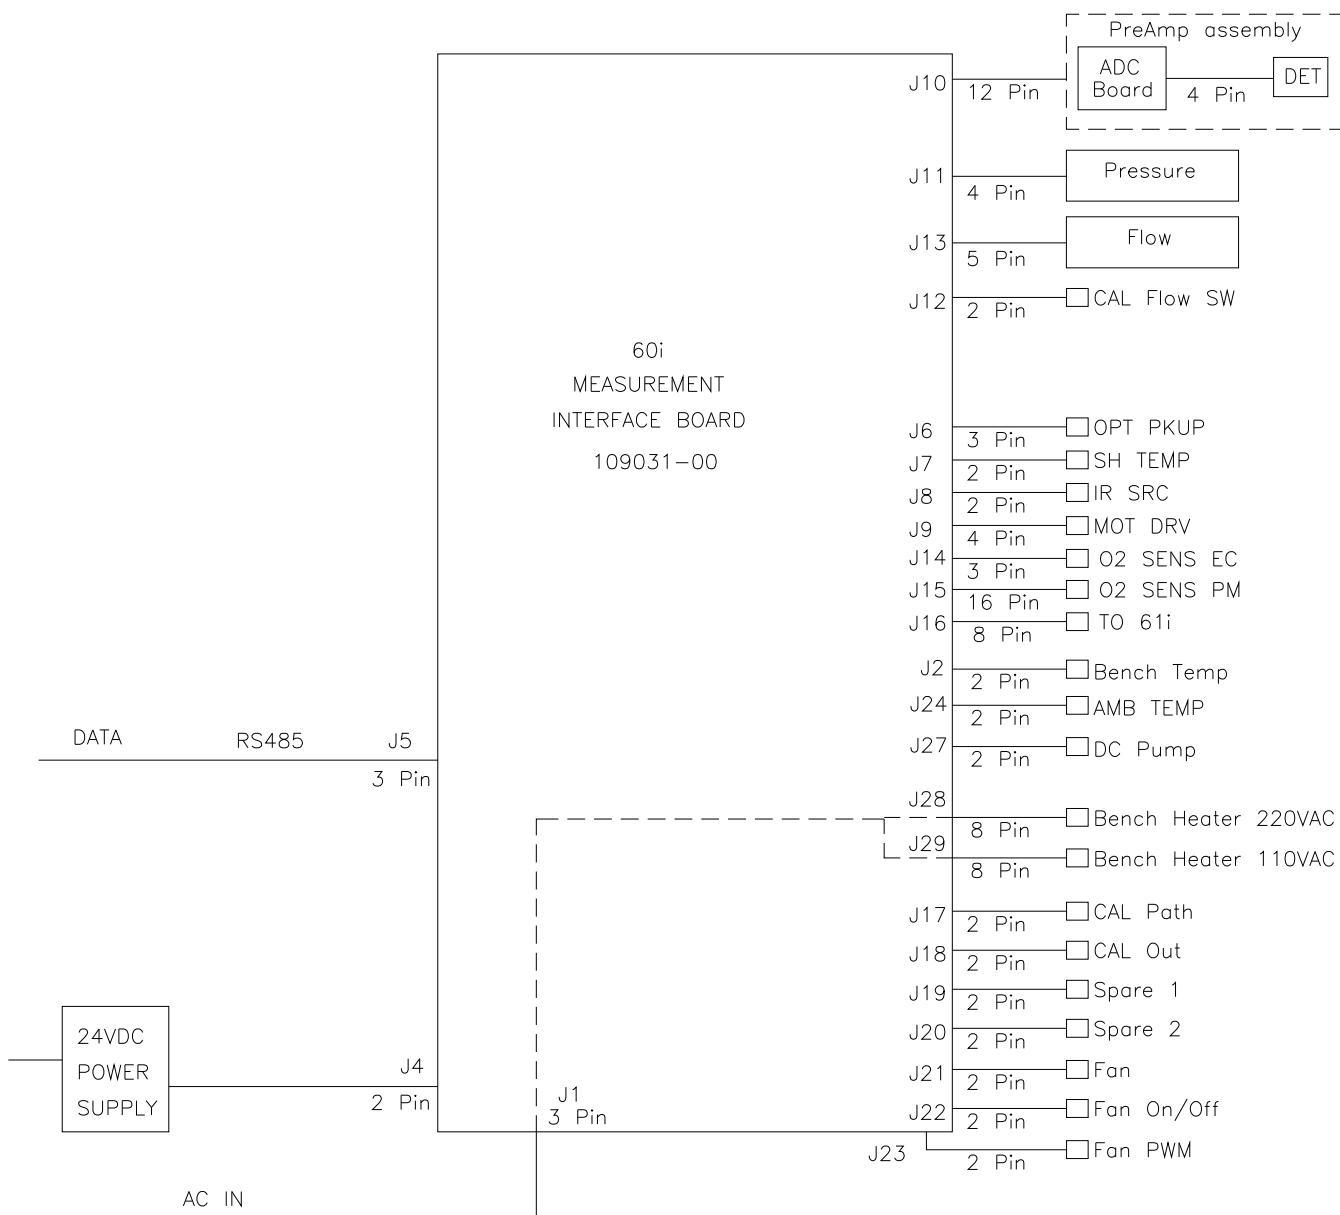 PreAmp assembly
ADC
Board
4 Pin
DET
J10
12 Pin
J11
4 Pin
Pressure
J13
5 Pin
Flow
J12
2 Pin
CAL Flow SW
60i
MEASUREMENT
INTERFACE BOARD
109031-00
J6
3 Pin
OPT PKUP
J7
2 Pin
SH TEMP
J8
2 Pin
IR SRC
J9
4 Pin
MOT DRV
J14
3 Pin
O2 SENS EC
J15
16 Pin
O2 SENS PM
J16
8 Pin
TO 61i
J2
2 Pin
Bench Temp
J24
2 Pin
AMB TEMP
J27
2 Pin
DC Pump
DATA
RS485
J5
3 Pin
J28
8 Pin
Bench Heater 220VAC
J29
8 Pin
Bench Heater 110VAC
J17
2 Pin
CAL Path
J18
2 Pin
CAL Out
J19
2 Pin
Spare 1
J20
2 Pin
Spare 2
J21
2 Pin
Fan
J22
2 Pin
Fan On/Off
J23
2 Pin
Fan PWM
24VDC
POWER
SUPPLY
J4
2 Pin
J1
3 Pin
AC IN